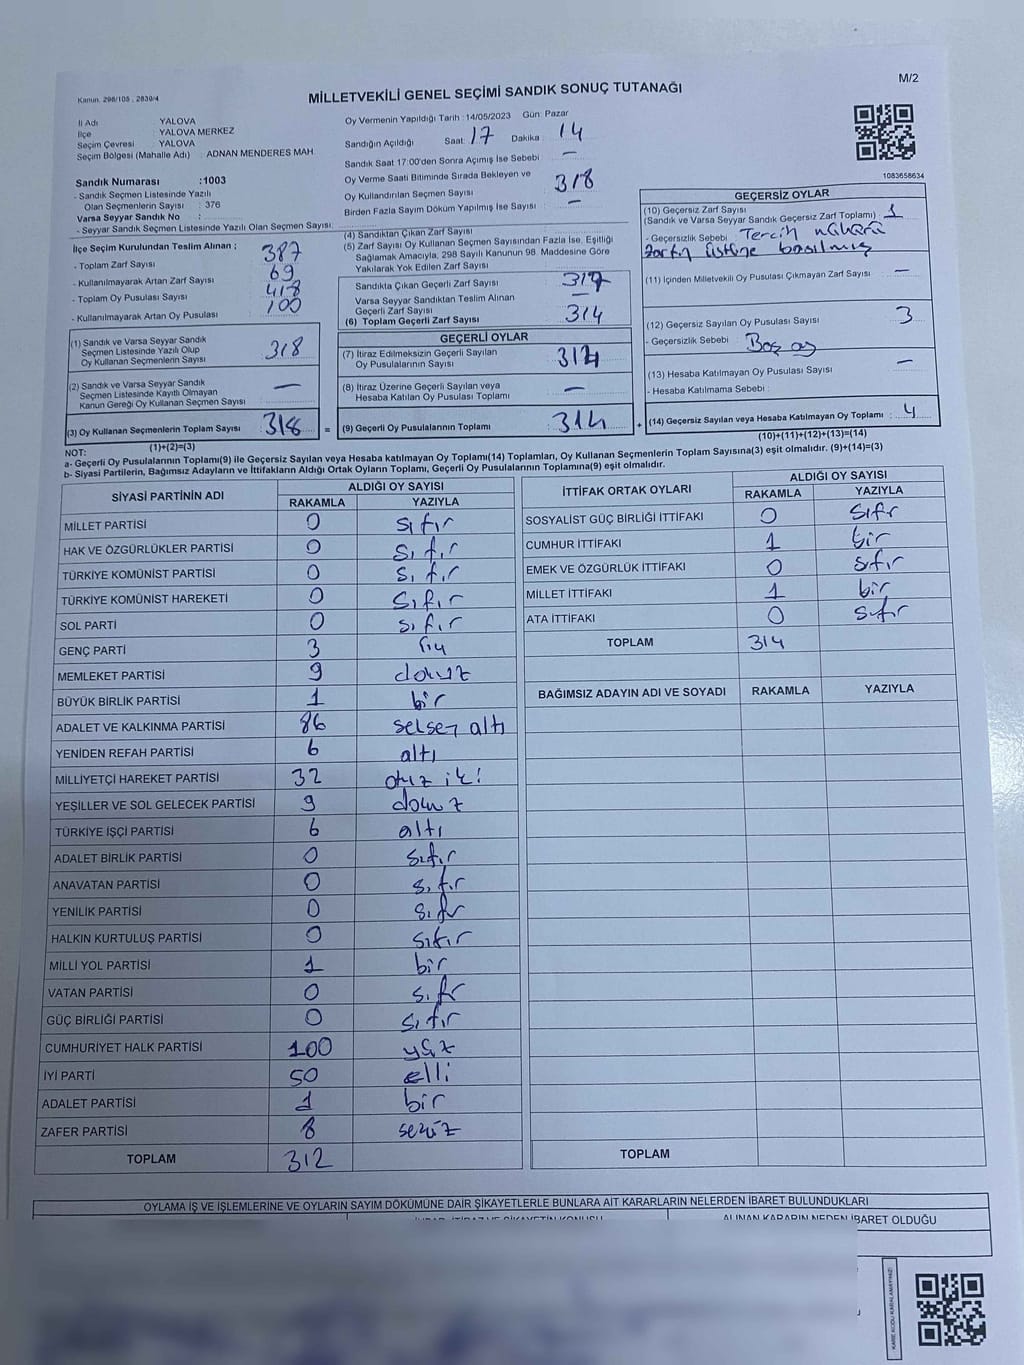 Kanun. 298/105 , 2839/4
MİLLETVEKİLİ GENEL SEÇİMİ SANDIK SONUÇ TUTANAĞI
M/2
İl Adı : YALOVA
İlçe : YALOVA MERKEZ
Seçim Çevresi : YALOVA
Seçim Bölgesi (Mahalle Adı) : ADNAN MENDERES MAH.
Sandık Numarası :1003
- Sandık Seçmen Listesinde Yazılı
Olan Seçmenlerin Sayısı : 376
Varsa Seyyar Sandık No :
- Seyyar Sandık Seçmen Listesinde Yazılı Olan Seçmen Sayısı:
Oy Vermenin Yapıldığı Tarih :14/05/2023 Gün: Pazar
Sandığın Açıldığı Saat: 17 Dakika : 14
Sandık Saat 17:00'den Sonra Açımış İse Sebebi : —
Oy Verme Saati Bitiminde Sırada Bekleyen ve
Oy Kullandırılan Seçmen Sayısı : 318
Birden Fazla Sayım Döküm Yapılmış İse Sayısı : —
1083658634
İlçe Seçim Kurulundan Teslim Alınan ;
- Toplam Zarf Sayısı : 387
- Kullanılmayarak Artan Zarf Sayısı : 69
- Toplam Oy Pusulası Sayısı : 418
- Kullanılmayarak Artan Oy Pusulası : 100
(1) Sandık ve Varsa Seyyar Sandık
Seçmen Listesinde Yazılı Olup
Oy Kullanan Seçmenlerin Sayısı : 318
(2) Sandık ve Varsa Seyyar Sandık
Seçmen Listesinde Kayıtlı Olmayan
Kanun Gereği Oy Kullanan Seçmen Sayısı : —
(3) Oy Kullanan Seçmenlerin Toplam Sayısı : 318
(1)+(2)=(3)
(4) Sandıktan Çıkan Zarf Sayısı :
(5) Zarf Sayısı Oy Kullanan Seçmen Sayısından Fazla İse, Eşitliği
Sağlamak Amacıyla, 298 Sayılı Kanunun 98. Maddesine Göre
Yakılarak Yok Edilen Zarf Sayısı :
Sandıkta Çıkan Geçerli Zarf Sayısı : 317
Varsa Seyyar Sandıktan Teslim Alınan
Geçerli Zarf Sayısı : —
(6) Toplam Geçerli Zarf Sayısı : 314
GEÇERLİ OYLAR
(7) İtiraz Edilmeksizin Geçerli Sayılan
Oy Pusulasının Sayısı : 314
(8) İtiraz Üzerine Geçerli Sayılan veya
Hesaba Katılan Oy Pusulası Toplamı : —
= (9) Geçerli Oy Pusulalarının Toplamı : 314
GEÇERSİZ OYLAR
(10) Geçersiz Zarf Sayısı
(Sandık ve Varsa Seyyar Sandık Geçersiz Zarf Toplamı) : 1
- Geçersizlik Sebebi : Tercih mührü
zarfın üstüne basılmış
(11) İçinden Milletvekili Oy Pusulası Çıkmayan Zarf Sayısı : —
(12) Geçersiz Sayılan Oy Pusulası Sayısı : 3
- Geçersizlik Sebebi : Boş oy
(13) Hesaba Katılmayan Oy Pusulası Sayısı : —
- Hesaba Katılmama Sebebi :
+ (14) Geçersiz Sayılan veya Hesaba Katılmayan Oy Toplamı : 4
(10)+(11)+(12)+(13)=(14)
NOT:
a- Geçerli Oy Pusulalarının Toplamı(9) ile Geçersiz Sayılan veya Hesaba katılmayan Oy Toplamı(14) Toplamları, Oy Kullanan Seçmenlerin Toplam Sayısına(3) eşit olmalıdır. (9)+(14)=(3)
b- Siyasi Partilerin, Bağımsız Adayların ve İttifakların Aldığı Ortak Oyların Toplamı, Geçerli Oy Pusulalarının Toplamına(9) eşit olmalıdır.
SİYASİ PARTİNİN ADI ALDIĞI OY SAYISI
RAKAMLA YAZIYLA
MİLLET PARTİSİ 0 sıfır
HAK VE ÖZGÜRLÜKLER PARTİSİ 0 sıfır
TÜRKİYE KOMÜNİST PARTİSİ 0 sıfır
TÜRKİYE KOMÜNİST HAREKETİ 0 sıfır
SOL PARTİ 0 sıfır
GENÇ PARTİ 3
MEMLEKET PARTİSİ 9 dokuz
BÜYÜK BİRLİK PARTİSİ 1 bir
ADALET VE KALKINMA PARTİSİ 86 seksen altı
YENİDEN REFAH PARTİSİ 6 altı
MİLLİYETÇİ HAREKET PARTİSİ 32 otuz iki
YEŞİLLER VE SOL GELECEK PARTİSİ 9 dokuz
TÜRKİYE İŞÇİ PARTİSİ 6 altı
ADALET BİRLİK PARTİSİ 0 sıfır
ANAVATAN PARTİSİ 0 sıfır
YENİLİK PARTİSİ 0 sıfır
HALKIN KURTULUŞ PARTİSİ 0 sıfır
MİLLİ YOL PARTİSİ 1 bir
VATAN PARTİSİ 0 sıfır
GÜÇ BİRLİĞİ PARTİSİ 0 sıfır
CUMHURİYET HALK PARTİSİ 100 yüz
İYİ PARTİ 50 elli
ADALET PARTİSİ 1 bir
ZAFER PARTİSİ 8 sekiz
TOPLAM 312
İTTİFAK ORTAK OYLARI ALDIĞI OY SAYISI
RAKAMLA YAZIYLA
SOSYALİST GÜÇ BİRLİĞİ İTTİFAKI 0 sıfır
CUMHUR İTTİFAKI 1 bir
EMEK VE ÖZGÜRLÜK İTTİFAKI 0 sıfır
MİLLET İTTİFAKI 1 bir
ATA İTTİFAKI 0 sıfır
TOPLAM 314
BAĞIMSIZ ADAYIN ADI VE SOYADI RAKAMLA YAZIYLA
TOPLAM
OYLAMA İŞ VE İŞLEMLERİNE VE OYLARIN SAYIM DÖKÜMÜNE DAİR ŞİKAYETLERLE BUNLARA AİT KARARLARIN NELERDEN İBARET BULUNDUKLARI
ALINAN KARARIN NEDEN İBARET OLDUĞU